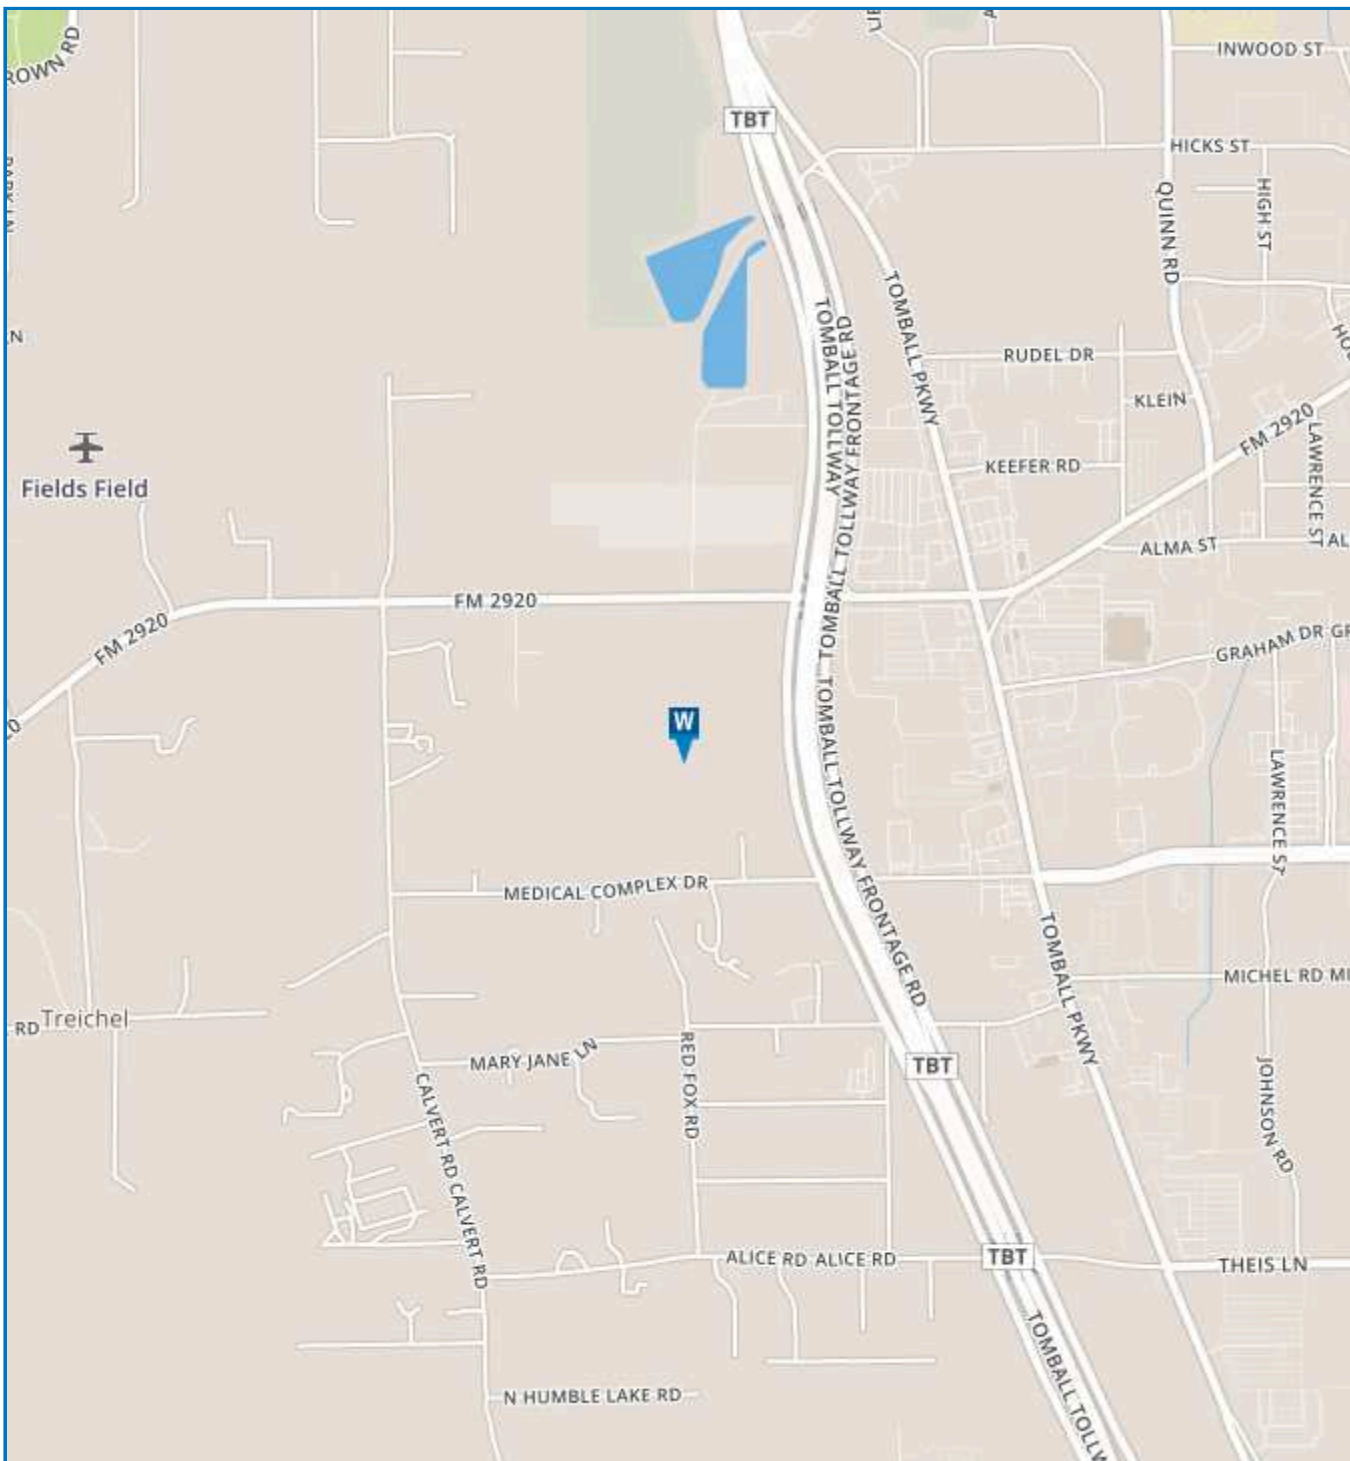 INWOOD ST
TBT
HICKS ST
QUINN RD
HIGH ST
TOMBALL PKWY
TOMBALL TOLLWAY
TOMBALL TOLLWAY FRONTAGE RD
RUDEL DR
KLEIN
FM 2920
LAWRENCE ST
KEEFER RD
Fields Field
ALMA ST
AL
FM 2920
FM 2920
GRAHAM DR
GR
W
TOMBALL TOLLWAY FRONTAGE RD
LAWRENCE ST
MEDICAL COMPLEX DR
TOMBALL PKWY
MICHEL RD
MI
RD
Treichel
MARY JANE LN
RED FOX RD
TBT
JOHNSON RD
CALVERT RD
CALVERT RD
ALICE RD
ALICE RD
TBT
THEIS LN
TOMBALL TOLLW
N HUMBLE LAKE RD